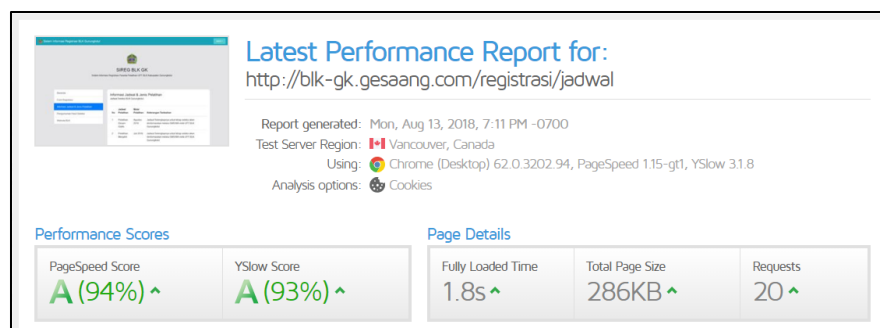 Latest Performance Report for:
http://blk-gk.gesaang.com/registrasi/jadwal
Report generated: Mon, Aug 13, 2018, 7:11 PM -0700
Test Server Region: Vancouver, Canada
Using: Chrome (Desktop) 62.0.3202.94, PageSpeed 1.15-gt1, YSlow 3.1.8
Analysis options: Cookies
Performance Scores
PageSpeed Score
A (94%)
YSlow Score
A (93%)
Page Details
Fully Loaded Time
1.8s
Total Page Size
286KB
Requests
20